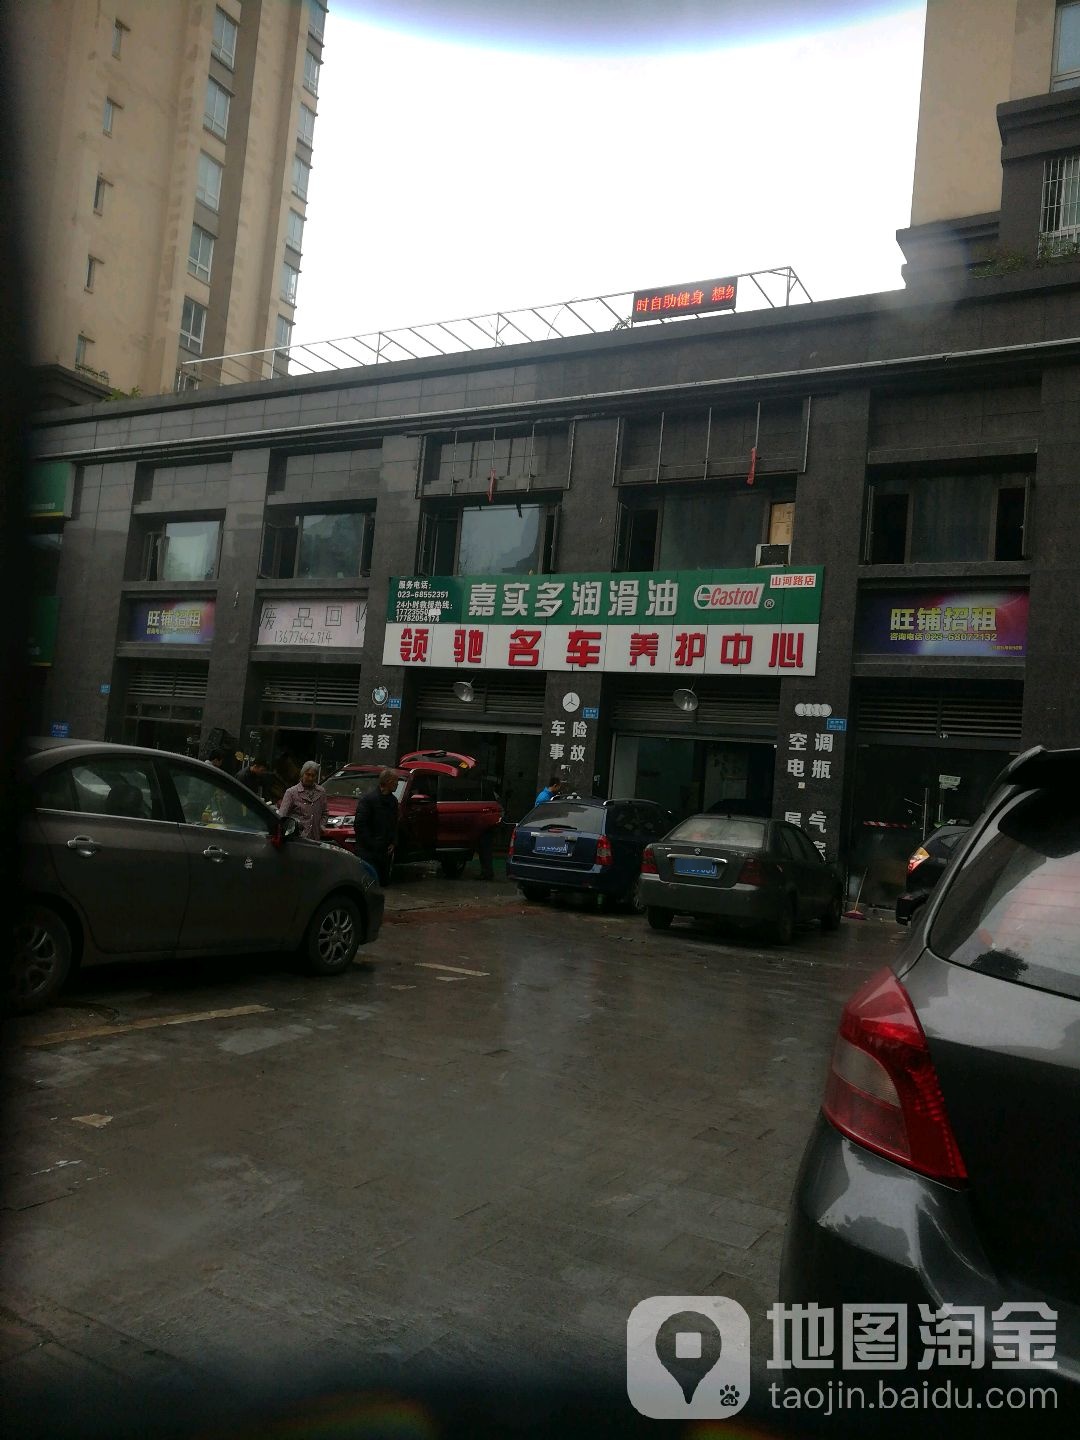 时自助健身 想
服务电话：
023-68552351
24小时救援热线：
17782054174
嘉实多润滑油
Castrol®
山河路店
领驰名车养护中心
旺铺招租
废品回收
13677662914
旺铺招租
咨询电话 023-68072132
洗车
美容
车险
事故
空调
电瓶
气
地图淘金
taojin.baidu.com